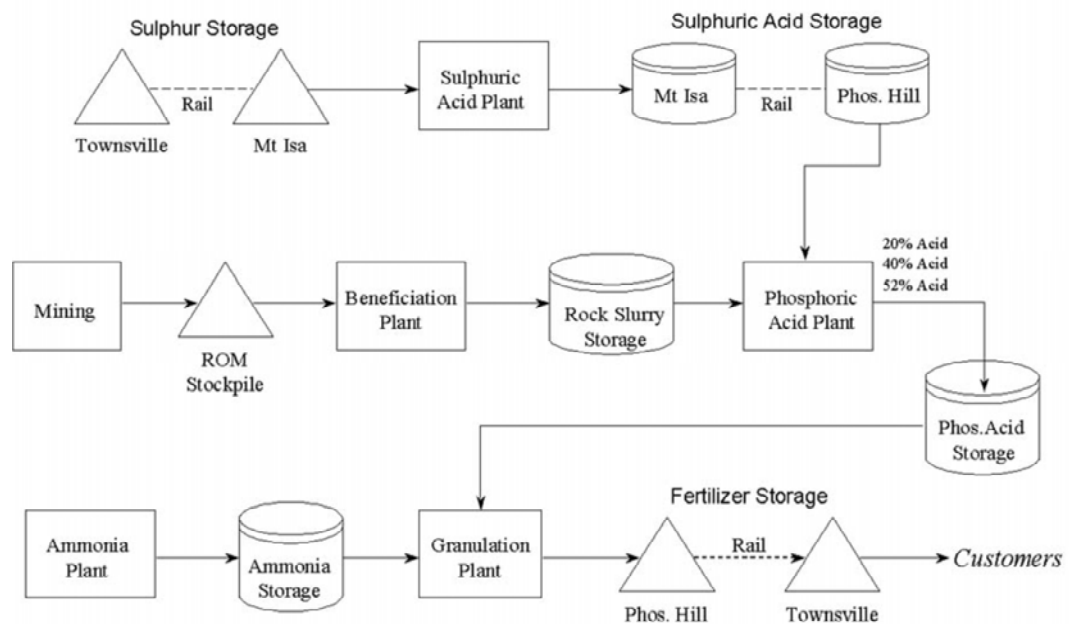 Sulphur Storage
Sulphuric Acid Storage
Rail
Townsville
Mt Isa
Sulphuric
Acid Plant
Mt Isa
Rail
Phos. Hill
Mining
ROM
Stockpile
Beneficiation
Plant
Rock Slurry
Storage
Phosphoric
Acid Plant
20% Acid
40% Acid
52% Acid
Phos.Acid
Storage
Ammonia
Plant
Ammonia
Storage
Granulation
Plant
Fertilizer Storage
Phos. Hill
Rail
Townsville
Customers